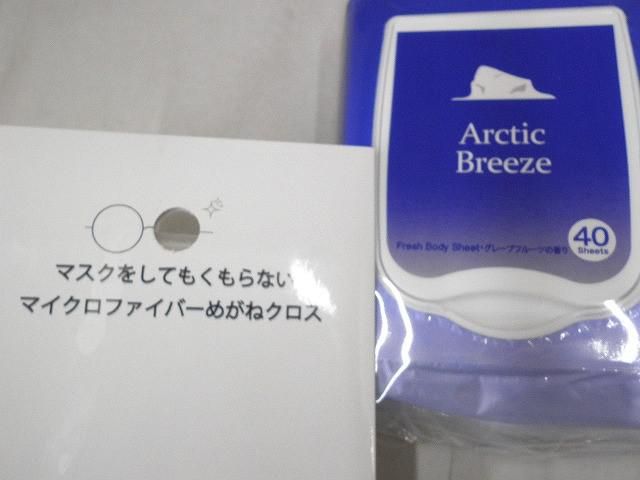 マスクをしてもくもらない
マイクロファイバーめがねクロス
Arctic
Breeze
Fresh Body Sheet・グレープフルーツの香り
40
Sheets